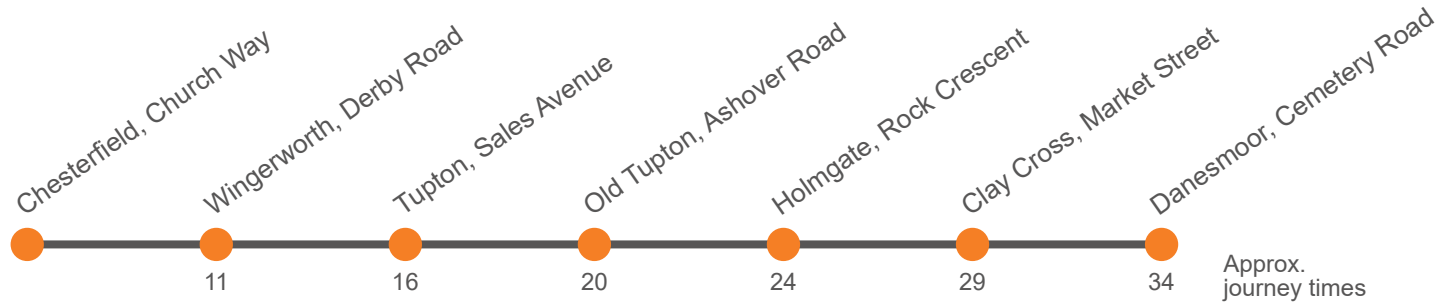 Chesterfield, Church Way
Wingerworth, Derby Road
Tupton, Sales Avenue
Old Tupton, Ashover Road
Holmgate, Rock Crescent
Clay Cross, Market Street
Danesmoor, Cemetery Road
11
16
20
24
29
34
Approx.
journey times